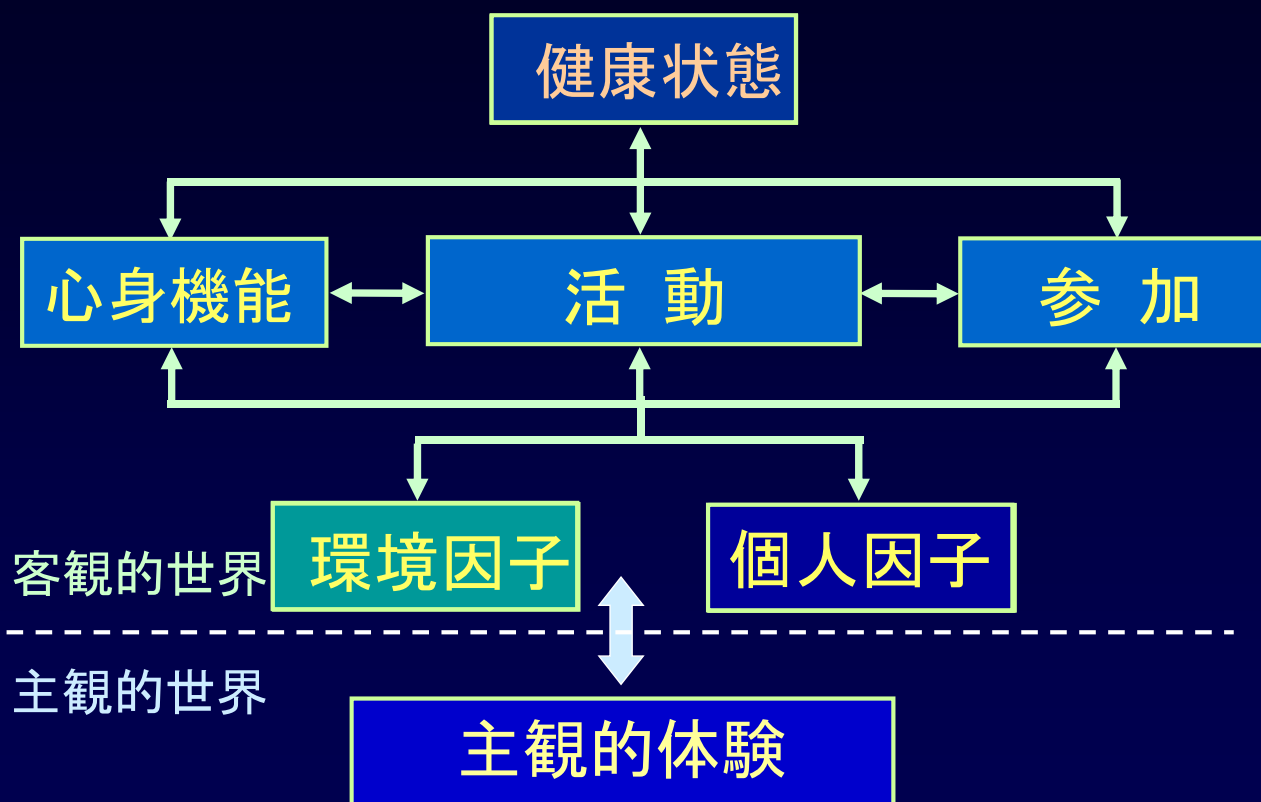 健康状態
心身機能
活 動
参 加
環境因子
個人因子
客観的世界
主観的世界
主観的体験